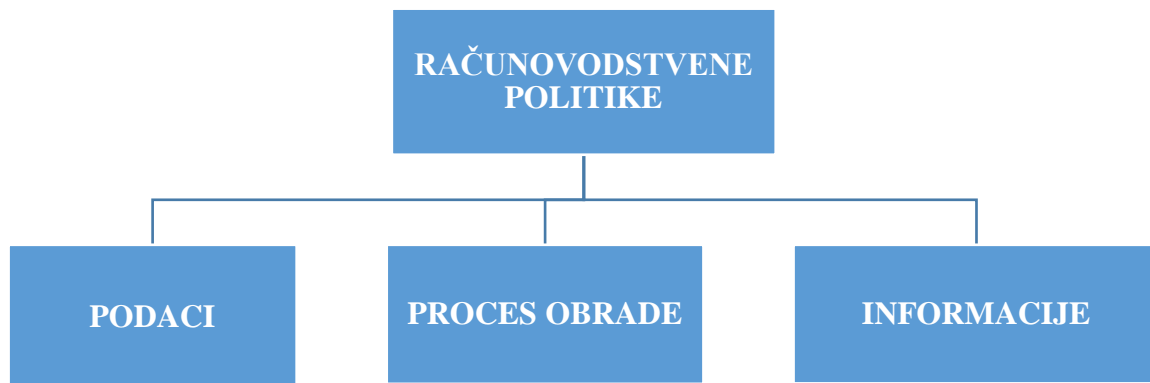 RAČUNOVODSTVENE
POLITIKE
PODACI
PROCES OBRADE
INFORMACIJE